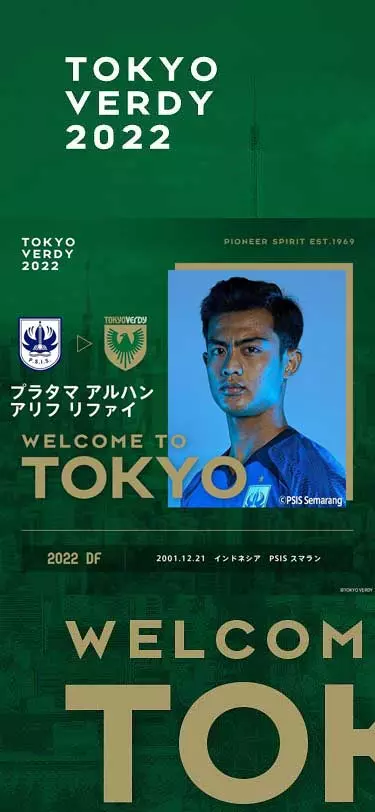 TOKYO
VERDY
2022
TOKYO
VERDY
2022
PIONEER SPIRIT EST.1969
P.S.I.S
TOKYO VERDY
プラタマ アルハン
アリフ リファイ
WELCOME TO
TOKYO
©PSIS Semarang
2022 DF
2001.12.21 インドネシア PSIS スマラン
©TOKYO VERDY
WELCOM
TOK